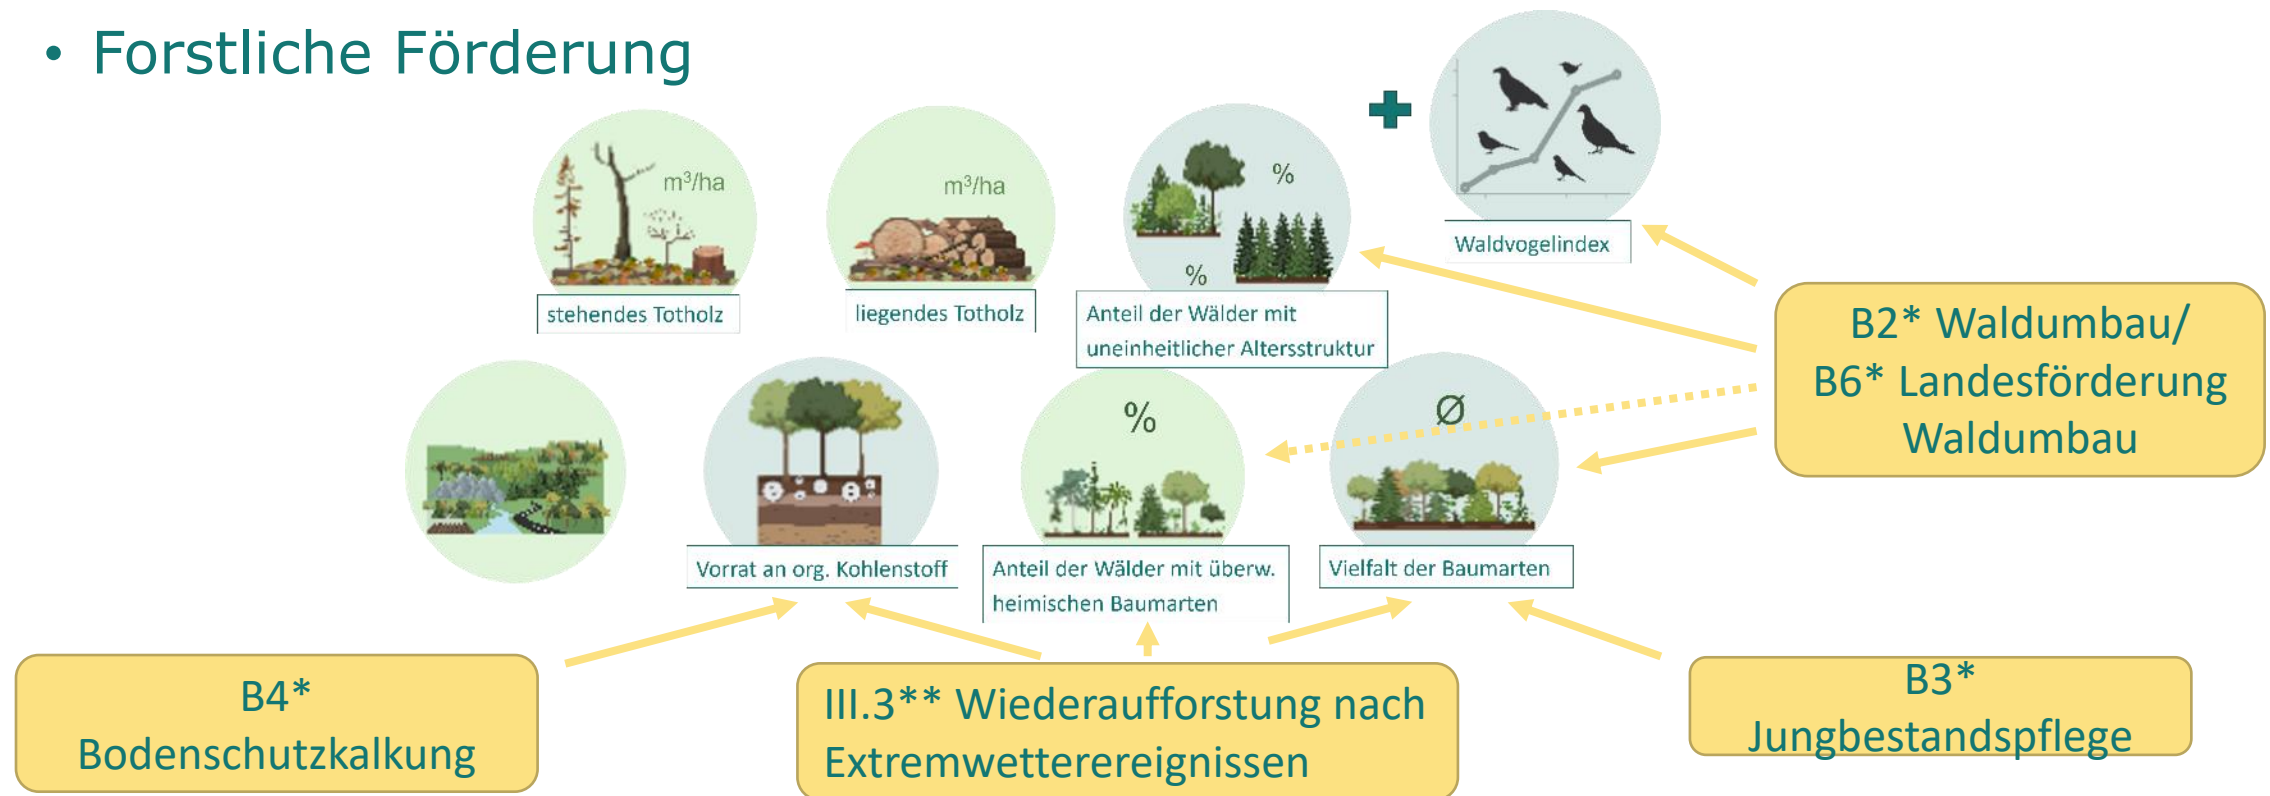 • Forstliche Förderung
m³/ha
stehendes Totholz
m³/ha
liegendes Totholz
%
%
Anteil der Wälder mit
uneinheitlicher Altersstruktur
Waldvogelindex
B2* Waldumbau/
B6* Landesförderung
Waldumbau
Vorrat an org. Kohlenstoff
%
Anteil der Wälder mit überw.
heimischen Baumarten
Ø
Vielfalt der Baumarten
B4*
Bodenschutzkalkung
III.3** Wiederaufforstung nach
Extremwetterereignissen
B3*
Jungbestandspflege